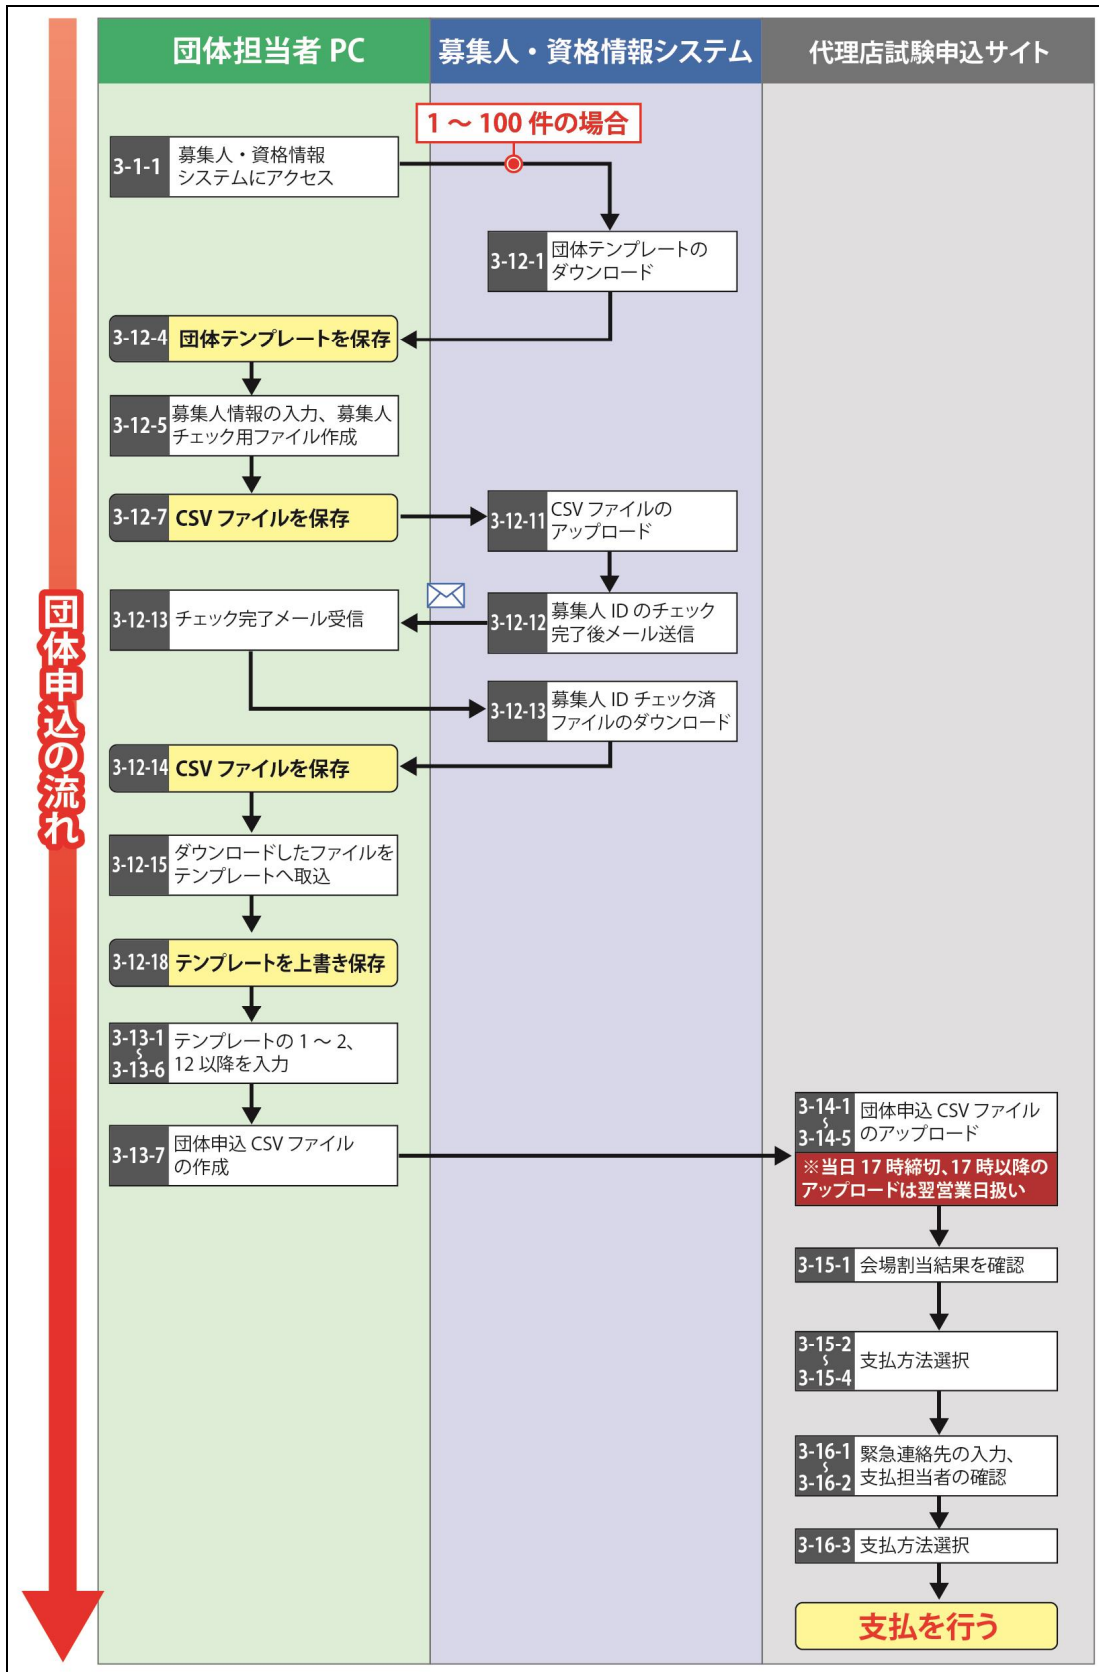 団体申込の流れ
団体担当者 PC
募集人・資格情報システム
代理店試験申込サイト
1 ～ 100 件の場合
3-1-1
募集人・資格情報
システムにアクセス
3-12-1
団体テンプレートの
ダウンロード
3-12-4
団体テンプレートを保存
3-12-5
募集人情報の入力、募集人
チェック用ファイル作成
3-12-7
CSV ファイルを保存
3-12-11
CSV ファイルの
アップロード
3-12-12
募集人 ID のチェック
完了後メール送信
3-12-13
チェック完了メール受信
3-12-13
募集人 ID チェック済
ファイルのダウンロード
3-12-14
CSV ファイルを保存
3-12-15
ダウンロードしたファイルを
テンプレートへ取込
3-12-18
テンプレートを上書き保存
3-13-1
～
3-13-6
テンプレートの 1 ～ 2、
12 以降を入力
3-13-7
団体申込 CSV ファイル
の作成
3-14-1
～
3-14-5
団体申込 CSV ファイル
のアップロード
※当日 17 時締切、17 時以降の
アップロードは翌営業日扱い
3-15-1
会場割当結果を確認
3-15-2
～
3-15-4
支払方法選択
3-16-1
～
3-16-2
緊急連絡先の入力、
支払担当者の確認
3-16-3
支払方法選択
支払を行う